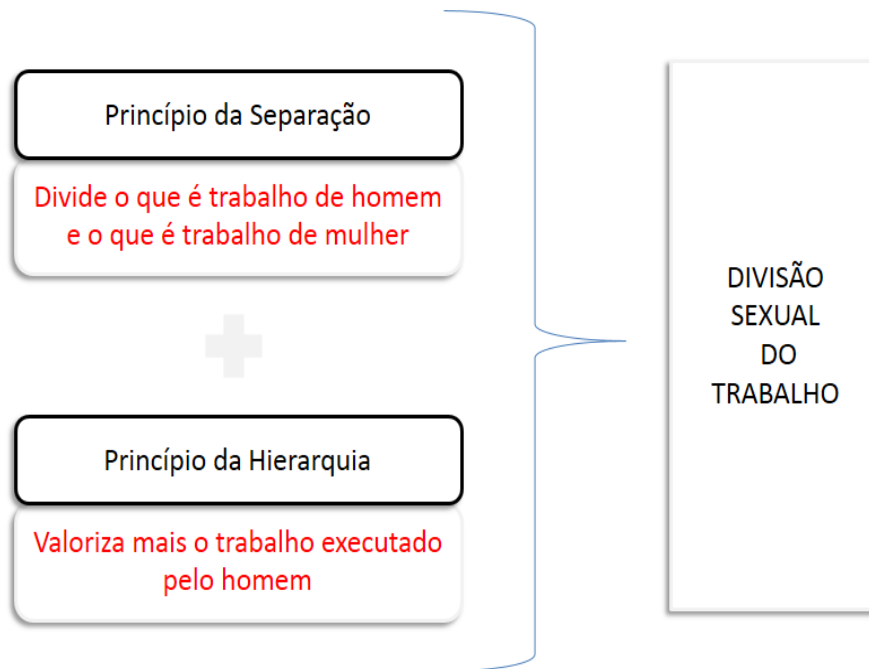 Princípio da Separação
Divide o que é trabalho de homem
e o que é trabalho de mulher
Princípio da Hierarquia
Valoriza mais o trabalho executado
pelo homem
DIVISÃO
SEXUAL
DO
TRABALHO